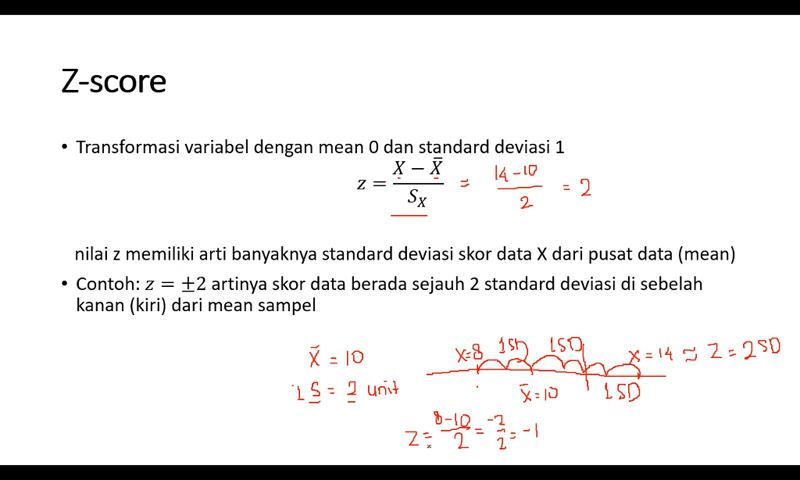 Z-score
• Transformasi variabel dengan mean 0 dan standard deviasi 1
z = (X − X̄) / S_X = (14-10) / 2 = 2
nilai z memiliki arti banyaknya standard deviasi skor data X dari pusat data (mean)
• Contoh: z = ±2 artinya skor data berada sejauh 2 standard deviasi di sebelah
kanan (kiri) dari mean sampel
X=8 1SD 1SD X=14 ≈ Z=2SD
X̄ = 10
X̄=10 1SD
1S = 2 unit
Z = (8-10) / 2 = -2 / 2 = -1